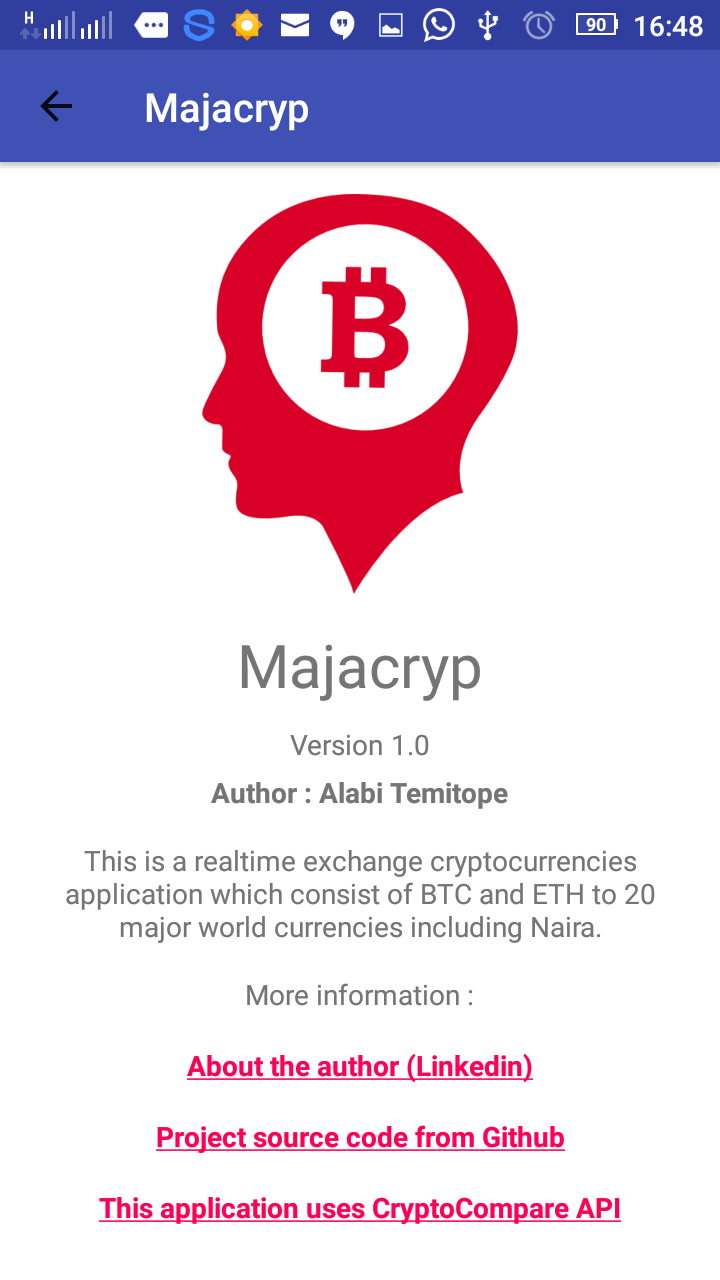 H 90 16:48
Majacryp
Majacryp
Version 1.0
Author : Alabi Temitope
This is a realtime exchange cryptocurrencies
application which consist of BTC and ETH to 20
major world currencies including Naira.
More information :
About the author (Linkedin)
Project source code from Github
This application uses CryptoCompare API